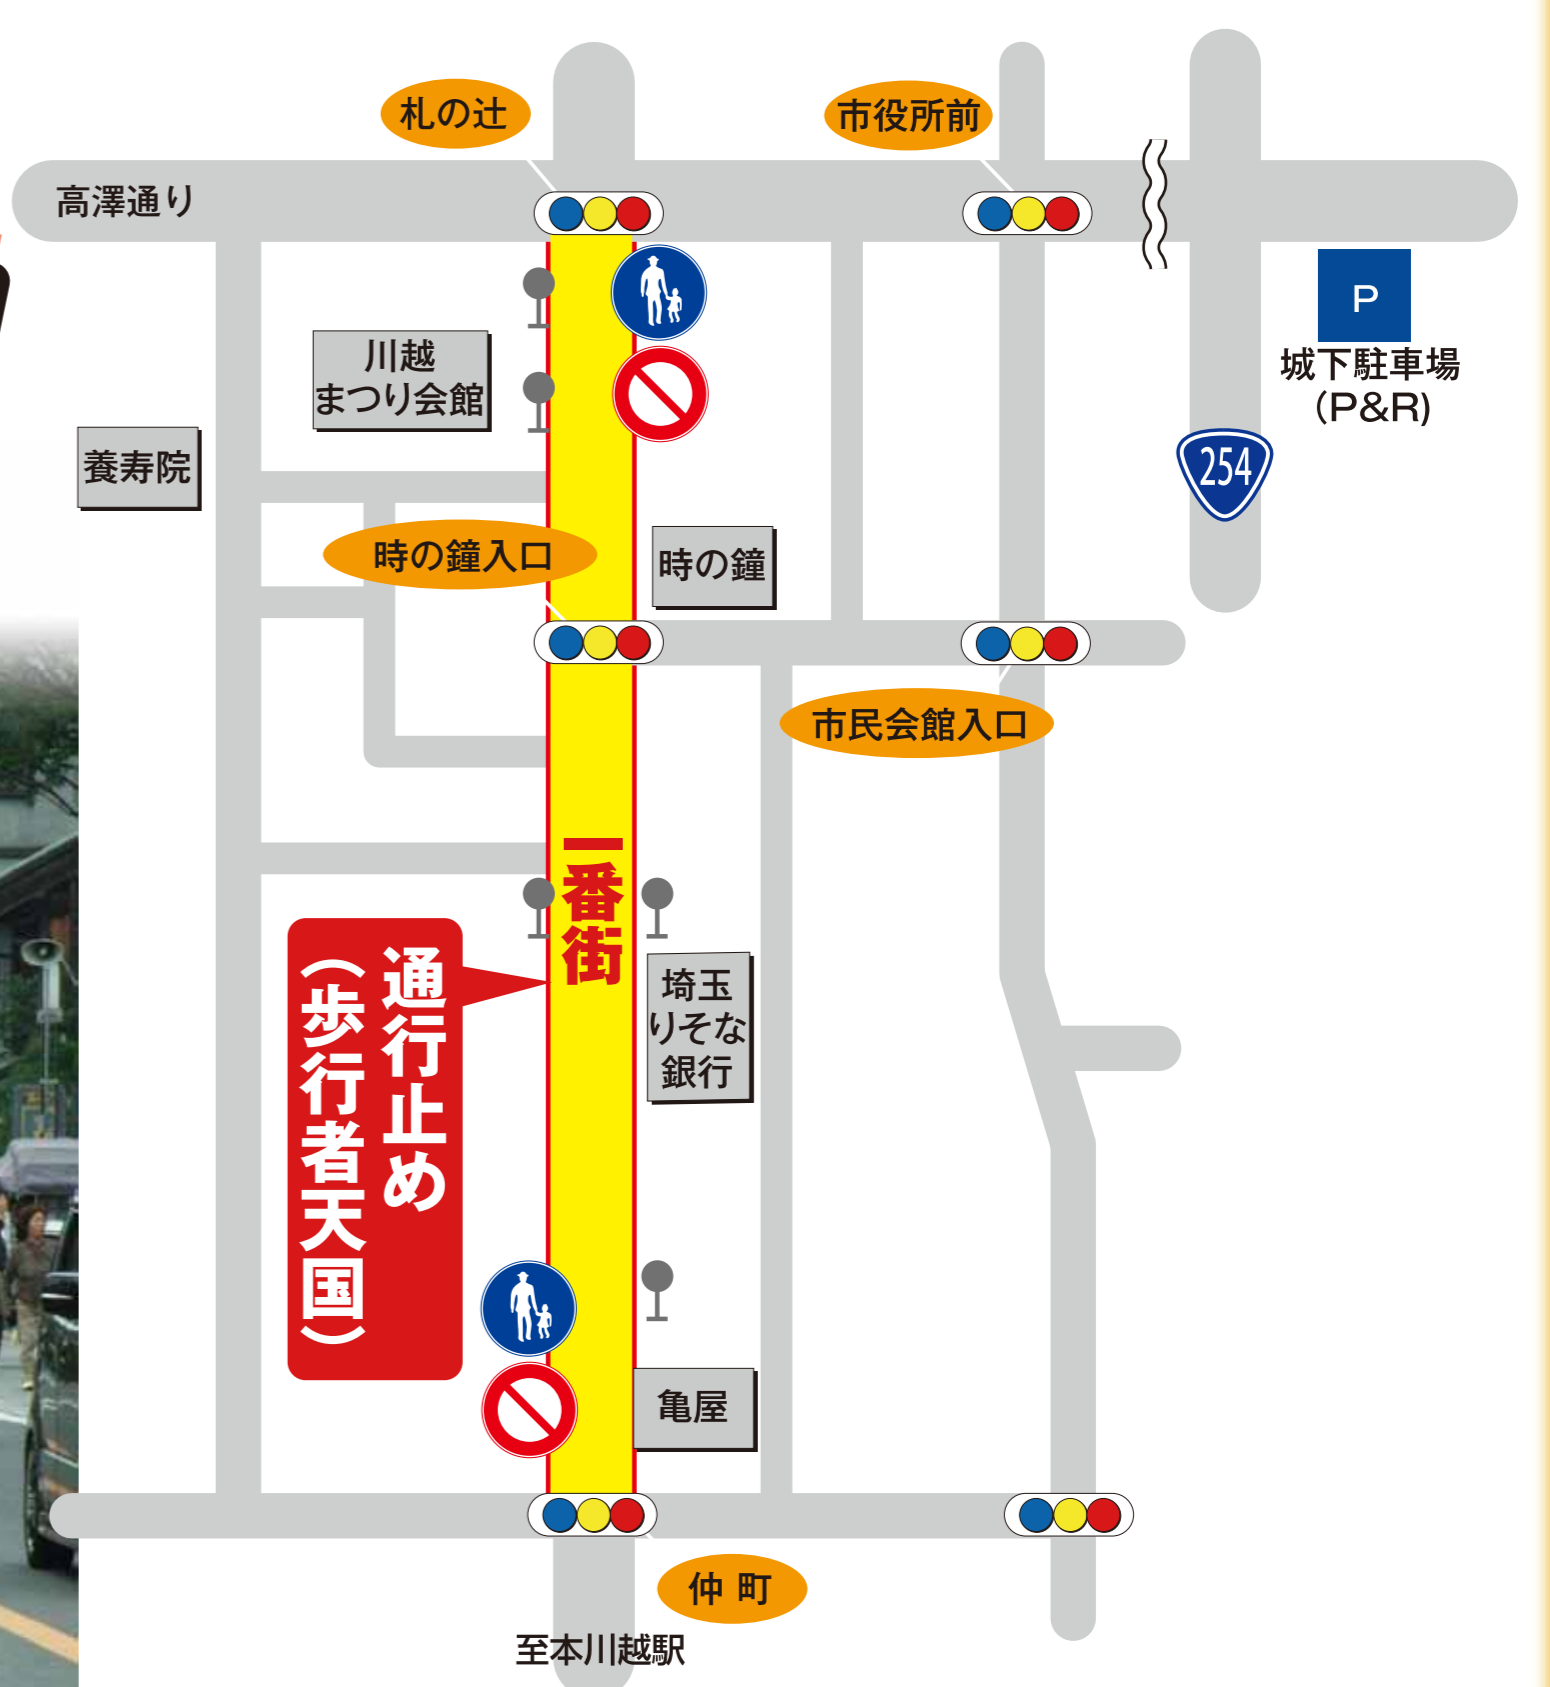 札の辻
市役所前
高澤通り
P
城下駐車場
(P&R)
川越
まつり会館
養寿院
254
時の鐘入口
時の鐘
市民会館入口
一番街
通行止め
(歩行者天国)
埼玉
りそな
銀行
亀屋
仲町
至本川越駅